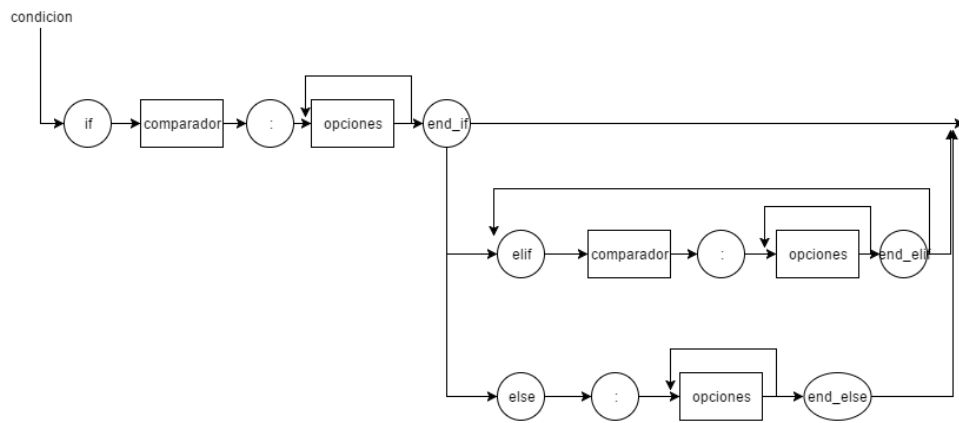 condicion
if
comparador
:
opciones
end_if
elif
comparador
:
opciones
end_elif
else
:
opciones
end_else